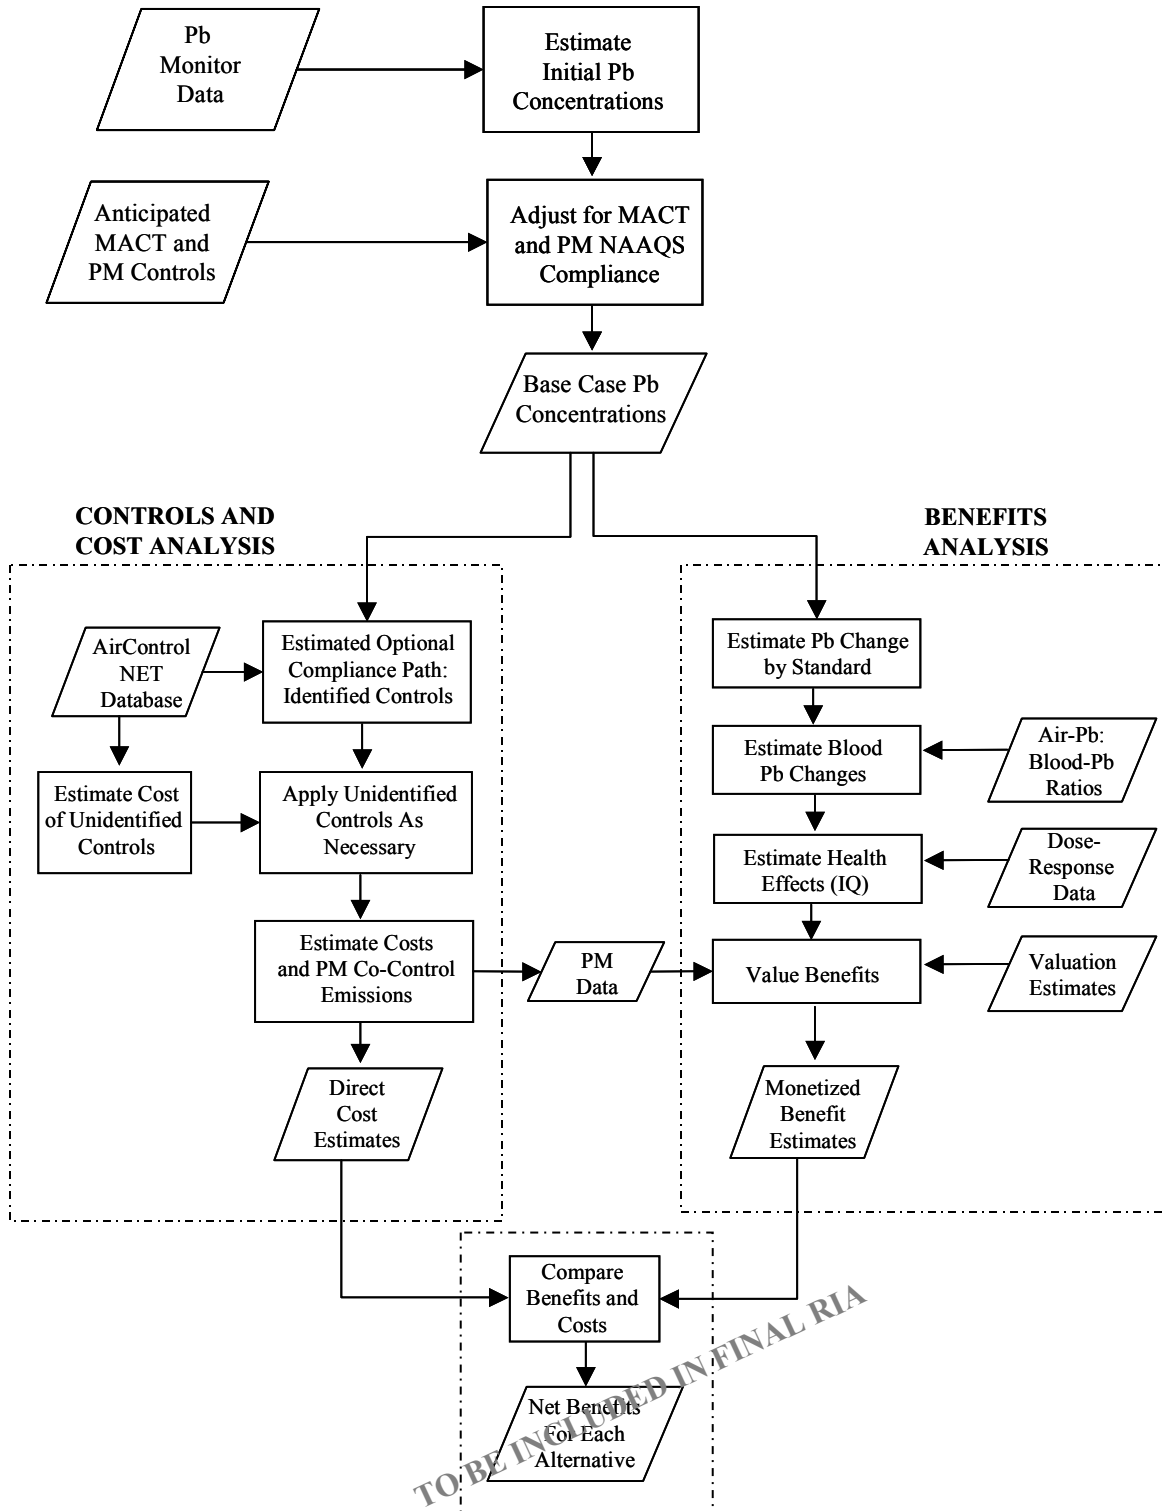 Pb
Monitor
Data
Estimate
Initial Pb
Concentrations
Anticipated
MACT and
PM Controls
Adjust for MACT
and PM NAAQS
Compliance
Base Case Pb
Concentrations
CONTROLS AND
COST ANALYSIS
AirControl
NET
Database
Estimated Optional
Compliance Path:
Identified Controls
Estimate Cost
of Unidentified
Controls
Apply Unidentified
Controls As
Necessary
Estimate Costs
and PM Co-Control
Emissions
PM
Data
Direct
Cost
Estimates
BENEFITS
ANALYSIS
Estimate Pb Change
by Standard
Estimate Blood
Pb Changes
Air-Pb:
Blood-Pb
Ratios
Estimate Health
Effects (IQ)
Dose-
Response
Data
Value Benefits
Valuation
Estimates
Monetized
Benefit
Estimates
Compare
Benefits and
Costs
Net Benefits
For Each
Alternative
TO BE INCLUDED IN FINAL RIA